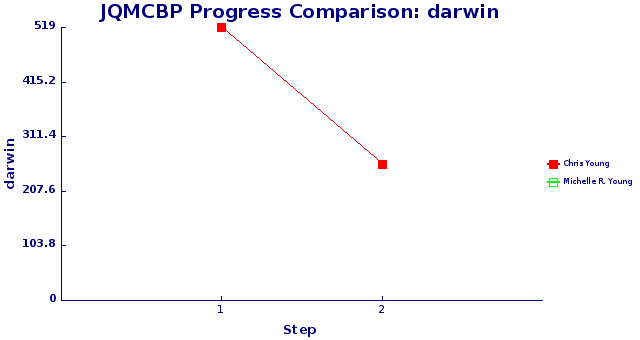 JQMCBP Progress Comparison: darwin
519
415.2
311.4
207.6
103.8
0
darwin
1
2
Step
Chris Young
Michelle R. Young